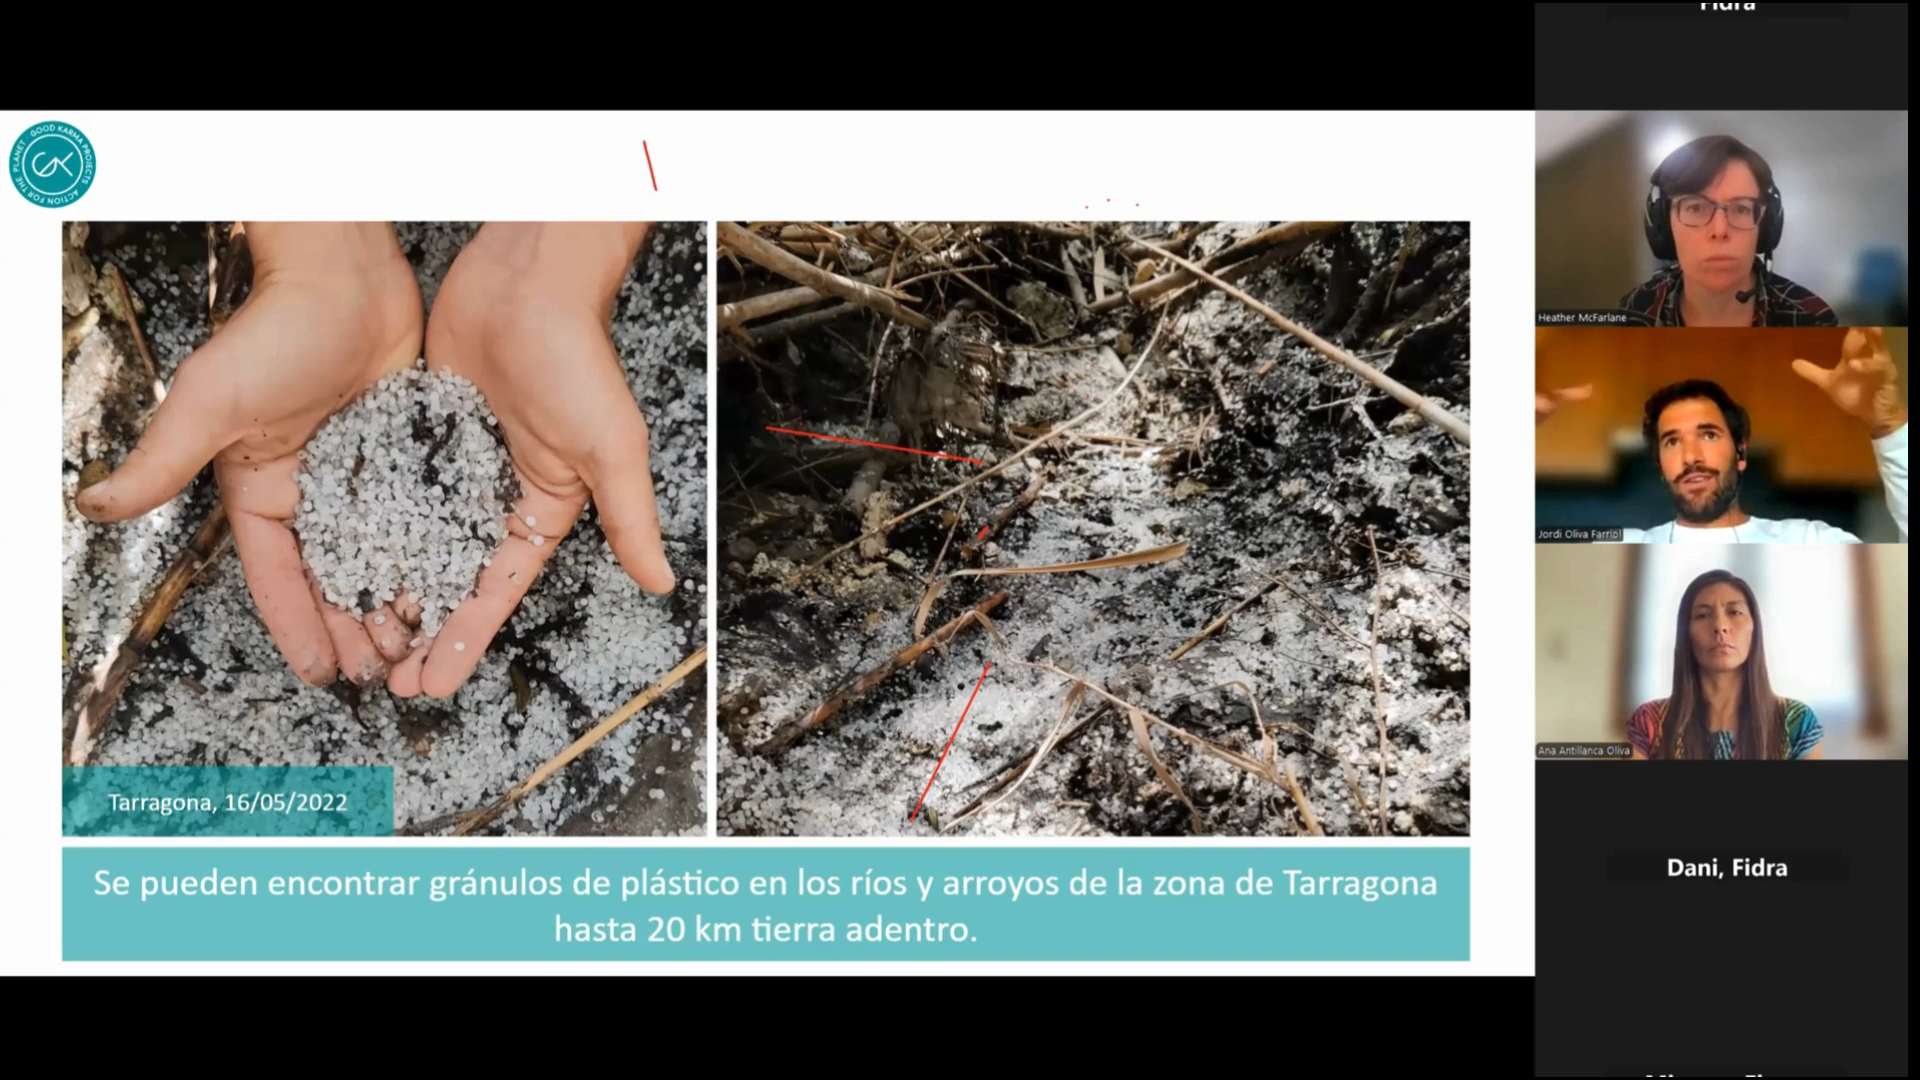 Fidra
GOOD KARMA PROJECTS
ACTION FOR THE PLANET
GK
Heather McFarlane
Jordi Oliva Farriol
Ana Antillanca Oliva
Dani, Fidra
Tarragona, 16/05/2022
Se pueden encontrar gránulos de plástico en los ríos y arroyos de la zona de Tarragona
hasta 20 km tierra adentro.